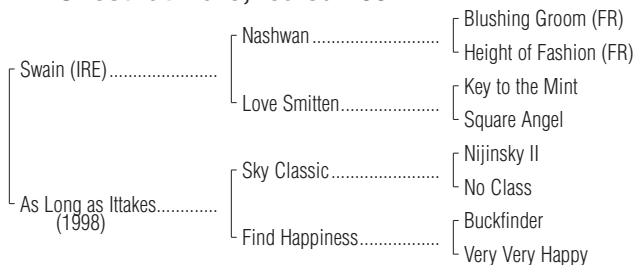 Blushing Groom (FR)
Nashwan
Height of Fashion (FR)
Swain (IRE)
Key to the Mint
Love Smitten
Square Angel
Nijinsky II
Sky Classic
No Class
As Long as Ittakes
(1998)
Buckfinder
Find Happiness
Very Very Happy